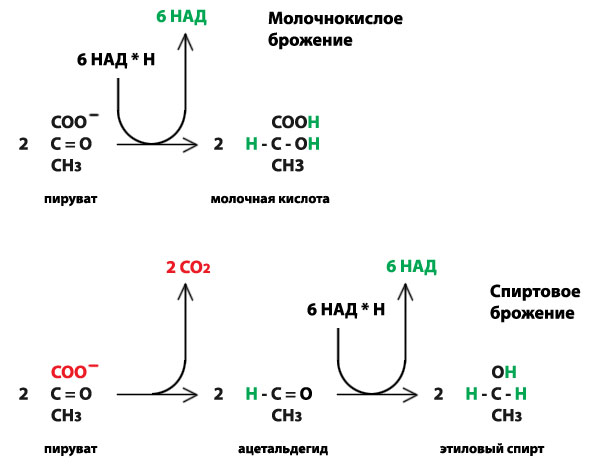 6 НАД
Молочнокислое
брожение
6 НАД * Н
COO⁻
COOH
2 C = O
2 H - C - OH
CH3
CH3
пируват
молочная кислота
2 CO2
6 НАД
Спиртовое
брожение
6 НАД * Н
COO⁻
OH
2 C = O
2 H - C = O
2 H - C - H
CH3
CH3
CH3
пируват
ацетальдегид
этиловый спирт